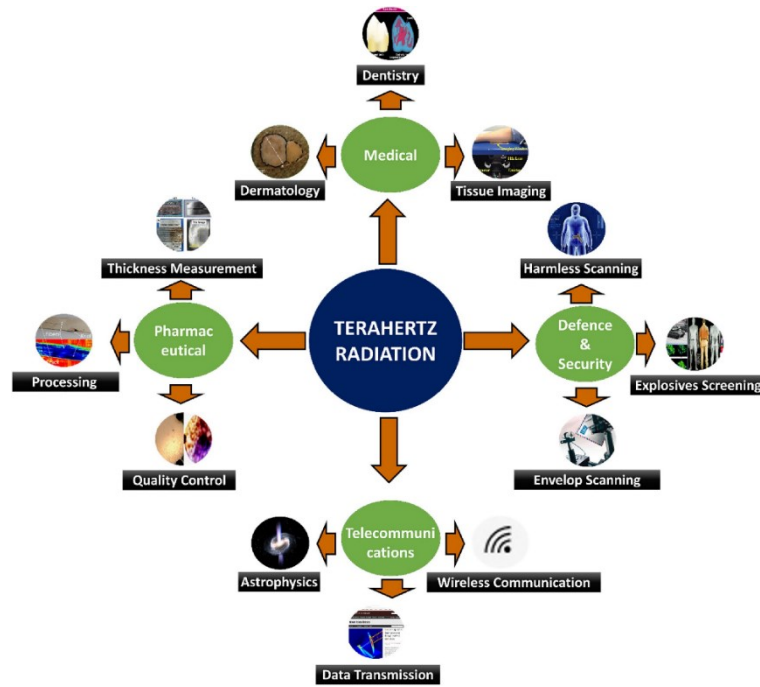 Dentistry
Medical
Dermatology
Tissue Imaging
Thickness Measurement
Harmless Scanning
TERAHERTZ
RADIATION
Pharmac
eutical
Defence
&
Security
Processing
Explosives Screening
Quality Control
Envelop Scanning
Telecommuni
cations
Astrophysics
Wireless Communication
Data Transmission